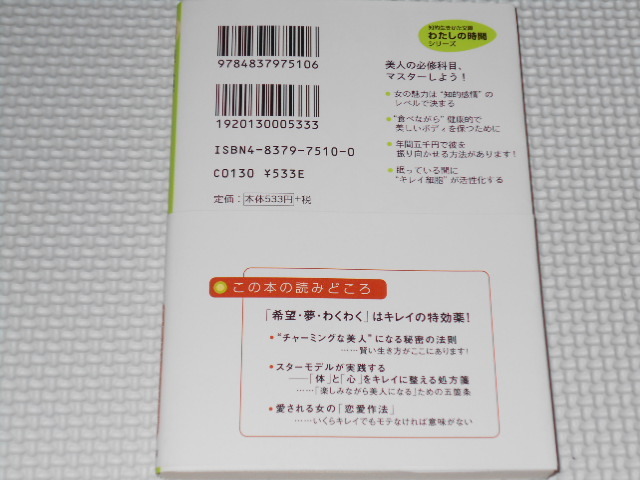 知的生きかた文庫
わたしの時間
シリーズ
9784837975106
1920130005333
ISBN4-8379-7510-0
C0130 ¥533E
定価：本体533円+税
美人の必修科目、
マスターしよう！
女の魅力は“知的感情”の
レベルで決まる
“食べながら”健康的で
美しいボディを保つために
年間五千円で彼を
振り向かせる方法があります！
眠っている間に
“キレイ細胞”が活性化する
この本の読みどころ
「希望・夢・わくわく」はキレイの特効薬！
・“チャーミングな美人”になる秘密の法則
……賢い生き方がここにあります！
・スターモデルが実践する
──「体」と「心」をキレイに整える処方箋
……「楽しみながら美人になる」ための五箇条
・愛される女の「恋愛作法」
……いくらキレイでもモテなければ意味がない